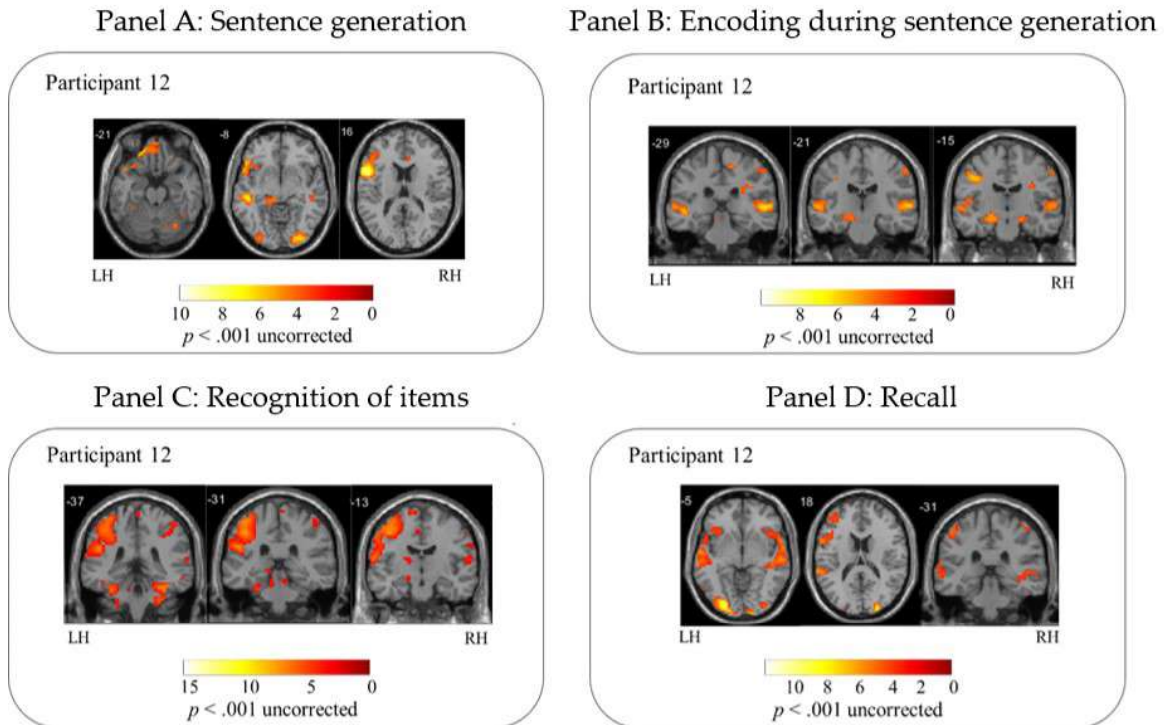 Panel A: Sentence generation
Participant 12
-21 -8 16
LH RH
10 8 6 4 2 0
p < .001 uncorrected
Panel B: Encoding during sentence generation
Participant 12
-29 -21 -15
LH RH
8 6 4 2 0
p < .001 uncorrected
Panel C: Recognition of items
Participant 12
-37 -31 -13
LH RH
15 10 5 0
p < .001 uncorrected
Panel D: Recall
Participant 12
-5 18 -31
LH RH
10 8 6 4 2 0
p < .001 uncorrected